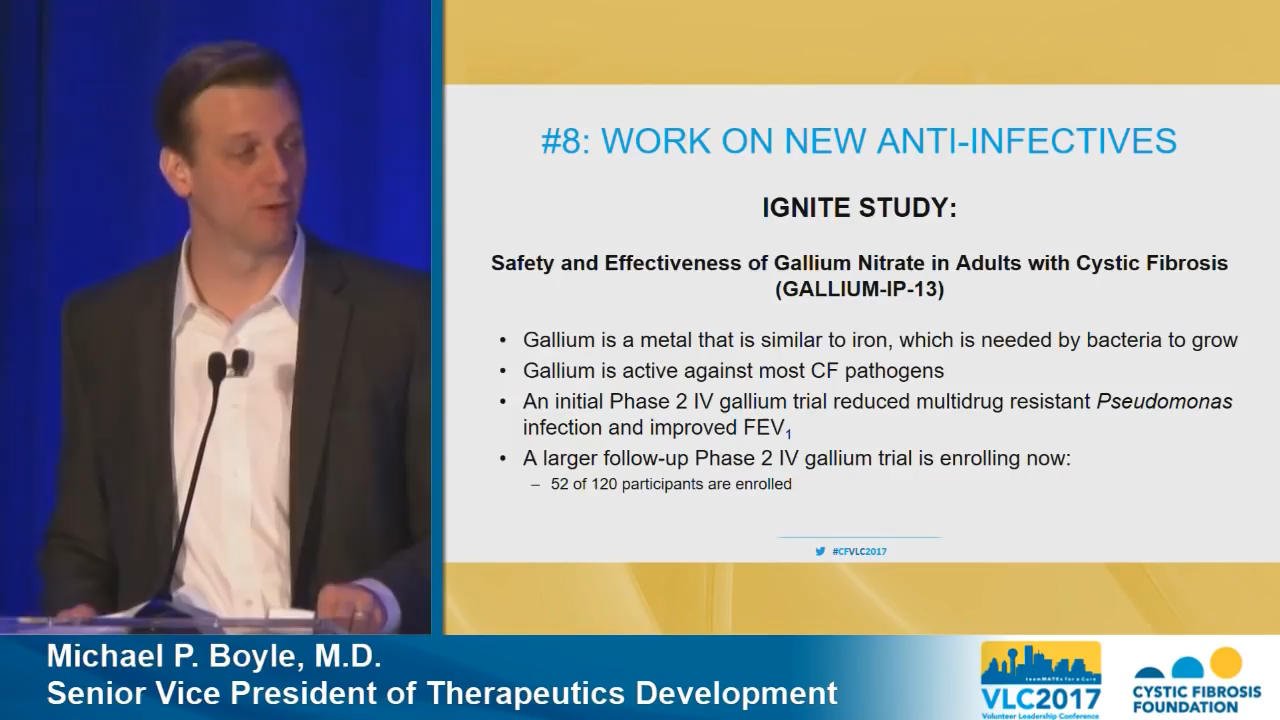 #8: WORK ON NEW ANTI-INFECTIVES
IGNITE STUDY:
Safety and Effectiveness of Gallium Nitrate in Adults with Cystic Fibrosis
(GALLIUM-IP-13)
• Gallium is a metal that is similar to iron, which is needed by bacteria to grow
• Gallium is active against most CF pathogens
• An initial Phase 2 IV gallium trial reduced multidrug resistant Pseudomonas
infection and improved FEV1
• A larger follow-up Phase 2 IV gallium trial is enrolling now:
– 52 of 120 participants are enrolled
#CFVLC2017
Michael P. Boyle, M.D.
Senior Vice President of Therapeutics Development
teamMATEs for a Cure
VLC2017
Volunteer Leadership Conference
CYSTIC FIBROSIS
FOUNDATION